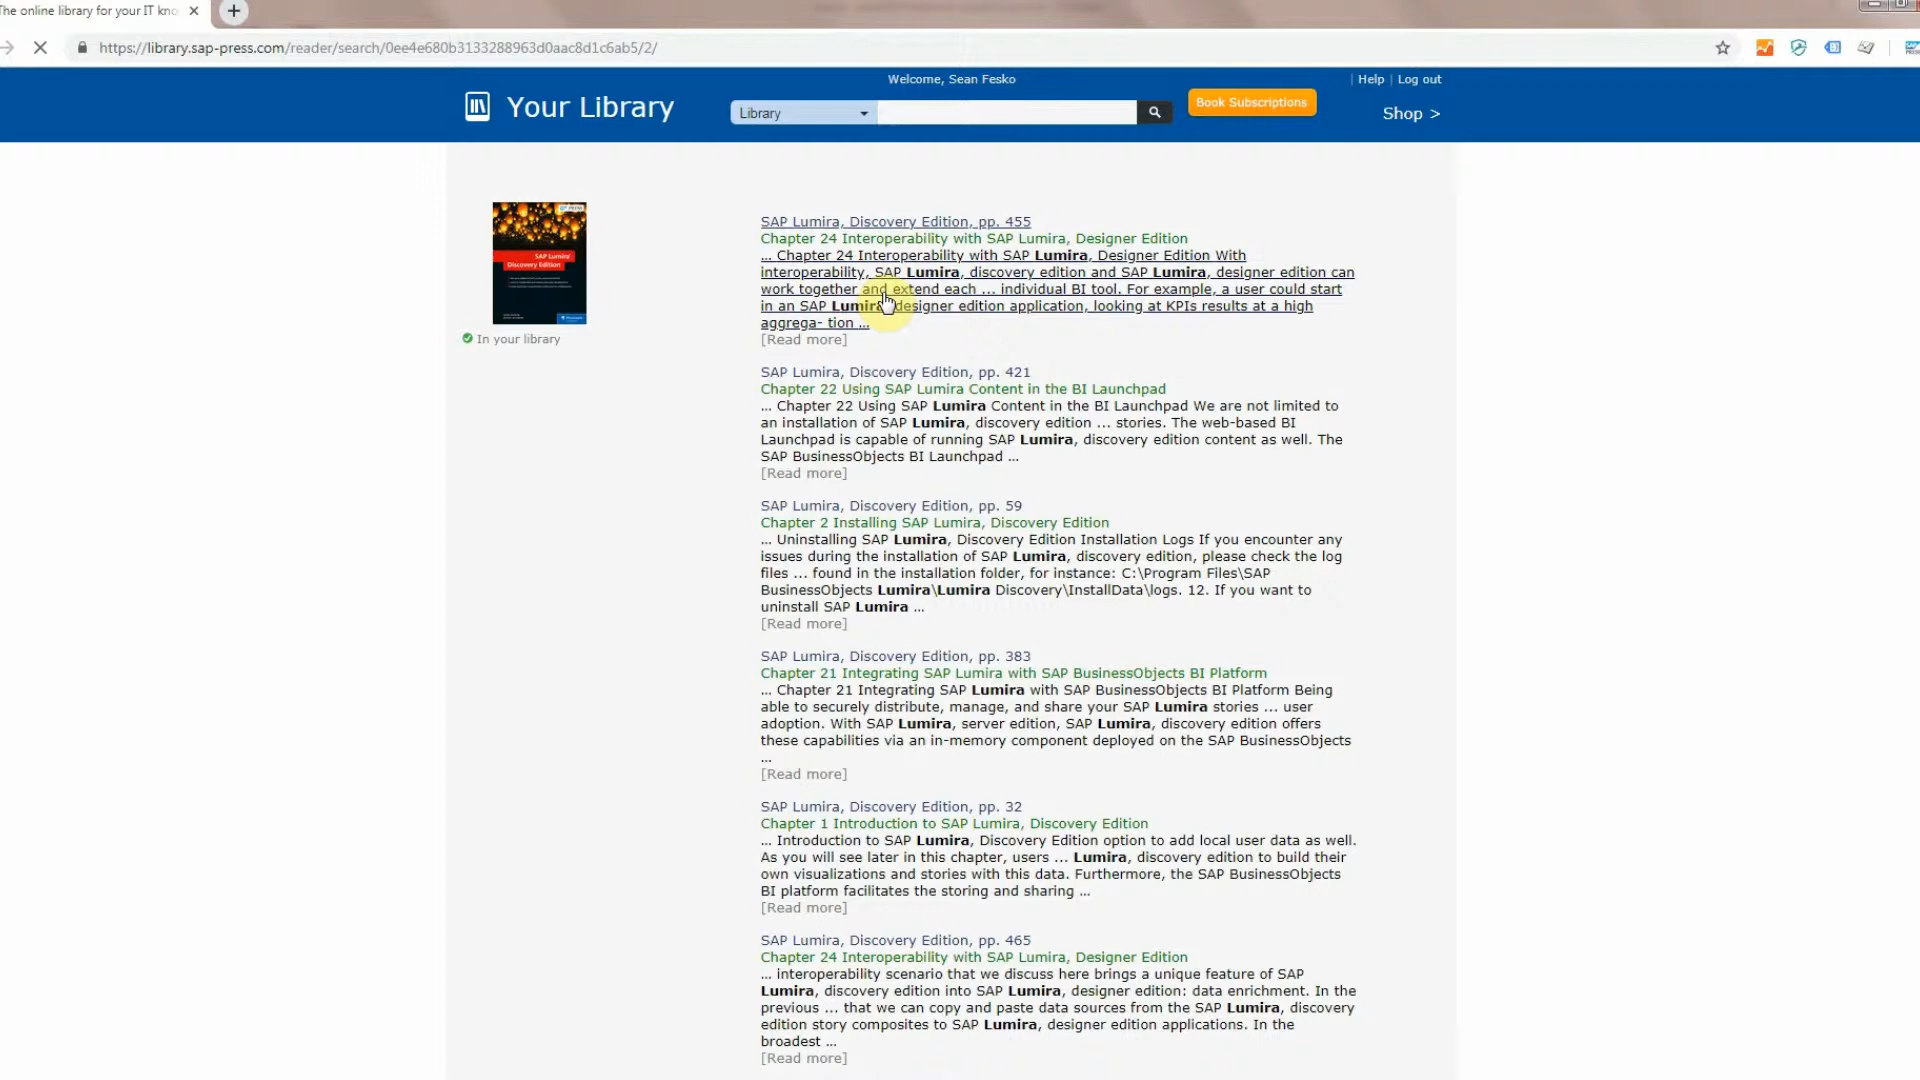 The online library for your IT kno
https://library.sap-press.com/reader/search/0ee4e680b3133288963d0aac8d1c6ab5/2/
Welcome, Sean Fesko
| Help | Log out
Your Library
Library
Book Subscriptions
Shop >
SAP Lumira
Discovery Edition
In your library
SAP Lumira, Discovery Edition, pp. 455
Chapter 24 Interoperability with SAP Lumira, Designer Edition
... Chapter 24 Interoperability with SAP Lumira, Designer Edition With
interoperability, SAP Lumira, discovery edition and SAP Lumira, designer edition can
work together and extend each ... individual BI tool. For example, a user could start
in an SAP Lumira, designer edition application, looking at KPIs results at a high
aggrega- tion ...
[Read more]
SAP Lumira, Discovery Edition, pp. 421
Chapter 22 Using SAP Lumira Content in the BI Launchpad
... Chapter 22 Using SAP Lumira Content in the BI Launchpad We are not limited to
an installation of SAP Lumira, discovery edition ... stories. The web-based BI
Launchpad is capable of running SAP Lumira, discovery edition content as well. The
SAP BusinessObjects BI Launchpad ...
[Read more]
SAP Lumira, Discovery Edition, pp. 59
Chapter 2 Installing SAP Lumira, Discovery Edition
... Uninstalling SAP Lumira, Discovery Edition Installation Logs If you encounter any
issues during the installation of SAP Lumira, discovery edition, please check the log
files ... found in the installation folder, for instance: C:\Program Files\SAP
BusinessObjects Lumira\Lumira Discovery\InstallData\logs. 12. If you want to
uninstall SAP Lumira ...
[Read more]
SAP Lumira, Discovery Edition, pp. 383
Chapter 21 Integrating SAP Lumira with SAP BusinessObjects BI Platform
... Chapter 21 Integrating SAP Lumira with SAP BusinessObjects BI Platform Being
able to securely distribute, manage, and share your SAP Lumira stories ... user
adoption. With SAP Lumira, server edition, SAP Lumira, discovery edition offers
these capabilities via an in-memory component deployed on the SAP BusinessObjects
...
[Read more]
SAP Lumira, Discovery Edition, pp. 32
Chapter 1 Introduction to SAP Lumira, Discovery Edition
... Introduction to SAP Lumira, Discovery Edition option to add local user data as well.
As you will see later in this chapter, users ... Lumira, discovery edition to build their
own visualizations and stories with this data. Furthermore, the SAP BusinessObjects
BI platform facilitates the storing and sharing ...
[Read more]
SAP Lumira, Discovery Edition, pp. 465
Chapter 24 Interoperability with SAP Lumira, Designer Edition
... interoperability scenario that we discuss here brings a unique feature of SAP
Lumira, discovery edition into SAP Lumira, designer edition: data enrichment. In the
previous ... that we can copy and paste data sources from the SAP Lumira, discovery
edition story composites to SAP Lumira, designer edition applications. In the
broadest ...
[Read more]